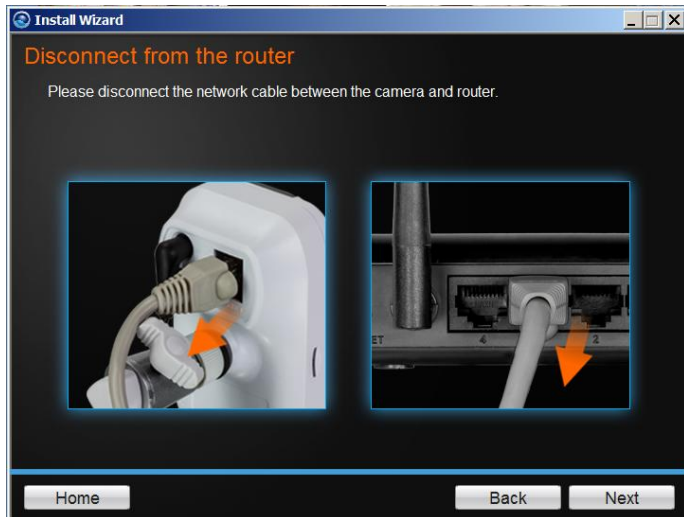 Install Wizard
Disconnect from the router
Please disconnect the network cable between the camera and router.
ET 4 2
Home Back Next